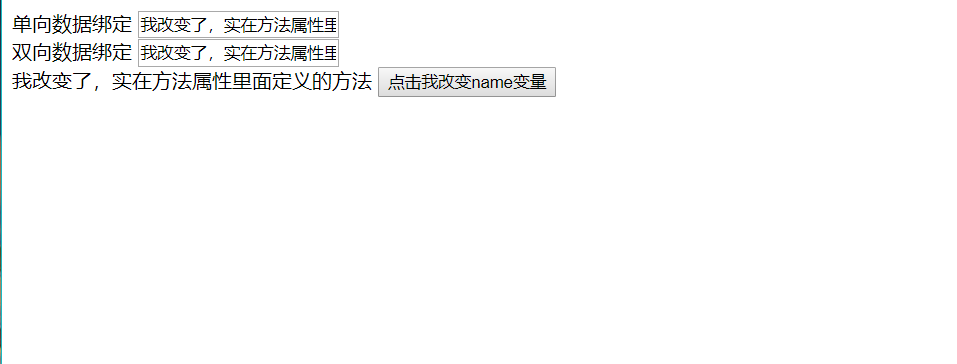 单向数据绑定 我改变了，实在方法属性里
双向数据绑定 我改变了，实在方法属性里
我改变了，实在方法属性里面定义的方法 点击我改变name变量